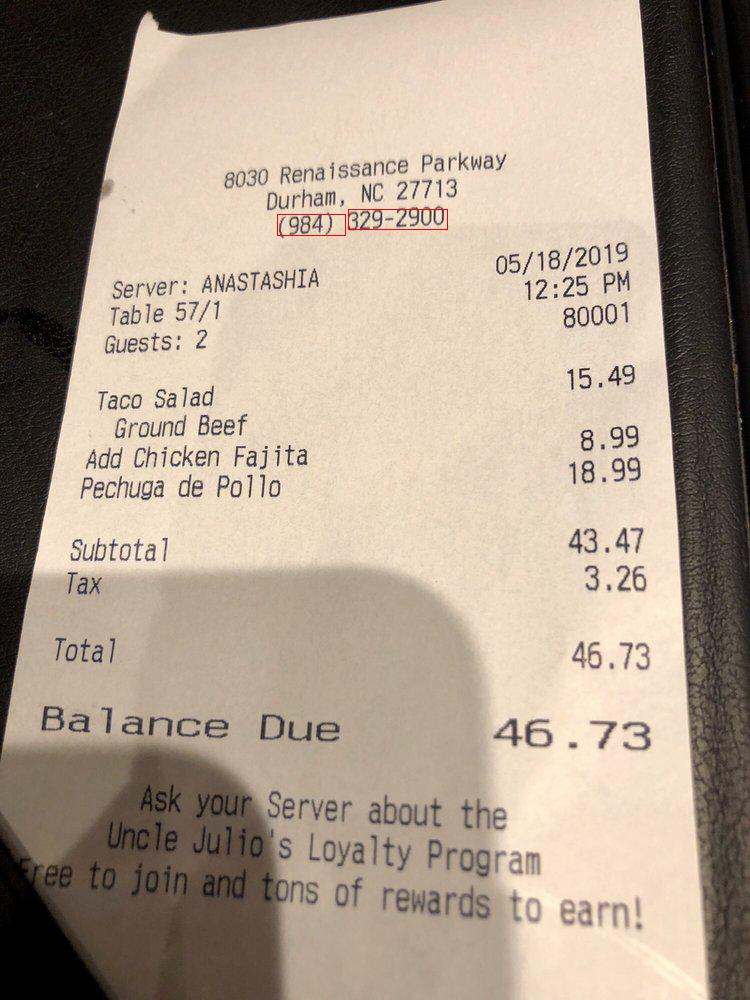 8030 Renaissance Parkway
Durham, NC 27713
(984) 329-2900
Server: ANASTASHIA 05/18/2019
Table 57/1 12:25 PM
Guests: 2 80001
Taco Salad 15.49
Ground Beef
Add Chicken Fajita 8.99
Pechuga de Pollo 18.99
Subtotal 43.47
Tax 3.26
Total 46.73
Balance Due 46.73
Ask your Server about the
Uncle Julio's Loyalty Program
Free to join and tons of rewards to earn!